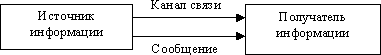 Канал связи
Источник
информации
Получатель
информации
Сообщение